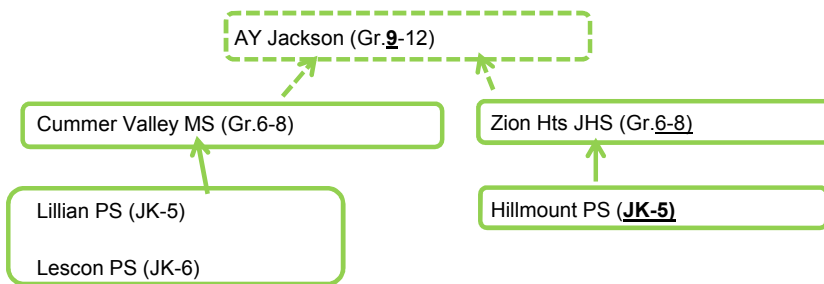 AY Jackson (Gr.9-12)
Cummer Valley MS (Gr.6-8)
Zion Hts JHS (Gr.6-8)
Lillian PS (JK-5)
Hillmount PS (JK-5)
Lescon PS (JK-6)